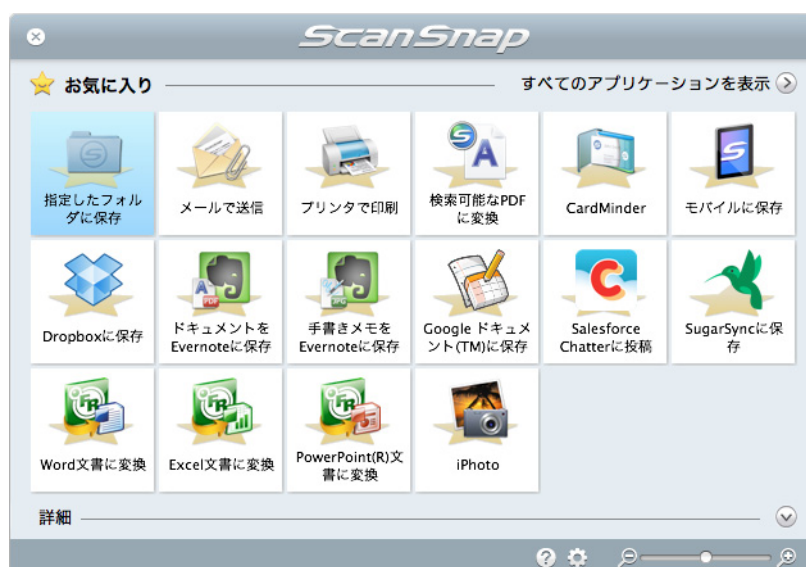 ScanSnap
お気に入り
すべてのアプリケーションを表示
指定したフォル
ダに保存
メールで送信
プリンタで印刷
検索可能なPDF
に変換
CardMinder
モバイルに保存
Dropboxに保存
ドキュメントを
Evernoteに保存
手書きメモを
Evernoteに保存
Google ドキュメ
ント(TM)に保存
Salesforce
Chatterに投稿
SugarSyncに保
存
Word文書に変換
Excel文書に変換
PowerPoint(R)文
書に変換
iPhoto
詳細